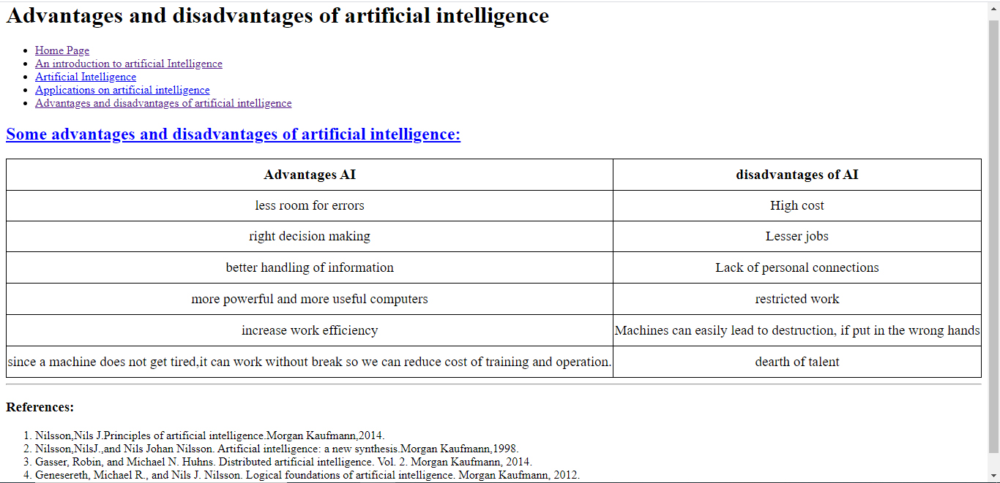 Advantages and disadvantages of artificial intelligence
Home Page
An introduction to artificial Intelligence
Artificial Intelligence
Applications on artificial intelligence
Advantages and disadvantages of artificial intelligence
Some advantages and disadvantages of artificial intelligence:
Advantages AI disadvantages of AI
less room for errors High cost
right decision making Lesser jobs
better handling of information Lack of personal connections
more powerful and more useful computers restricted work
increase work efficiency Machines can easily lead to destruction, if put in the wrong hands
since a machine does not get tired,it can work without break so we can reduce cost of training and operation. dearth of talent
References:
1. Nilsson,Nils J.Principles of artificial intelligence.Morgan Kaufmann,2014.
2. Nilsson,NilsJ.,and Nils Johan Nilsson. Artificial intelligence: a new synthesis.Morgan Kaufmann,1998.
3. Gasser, Robin, and Michael N. Huhns. Distributed artificial intelligence. Vol. 2. Morgan Kaufmann, 2014.
4. Genesereth, Michael R., and Nils J. Nilsson. Logical foundations of artificial intelligence. Morgan Kaufmann, 2012.